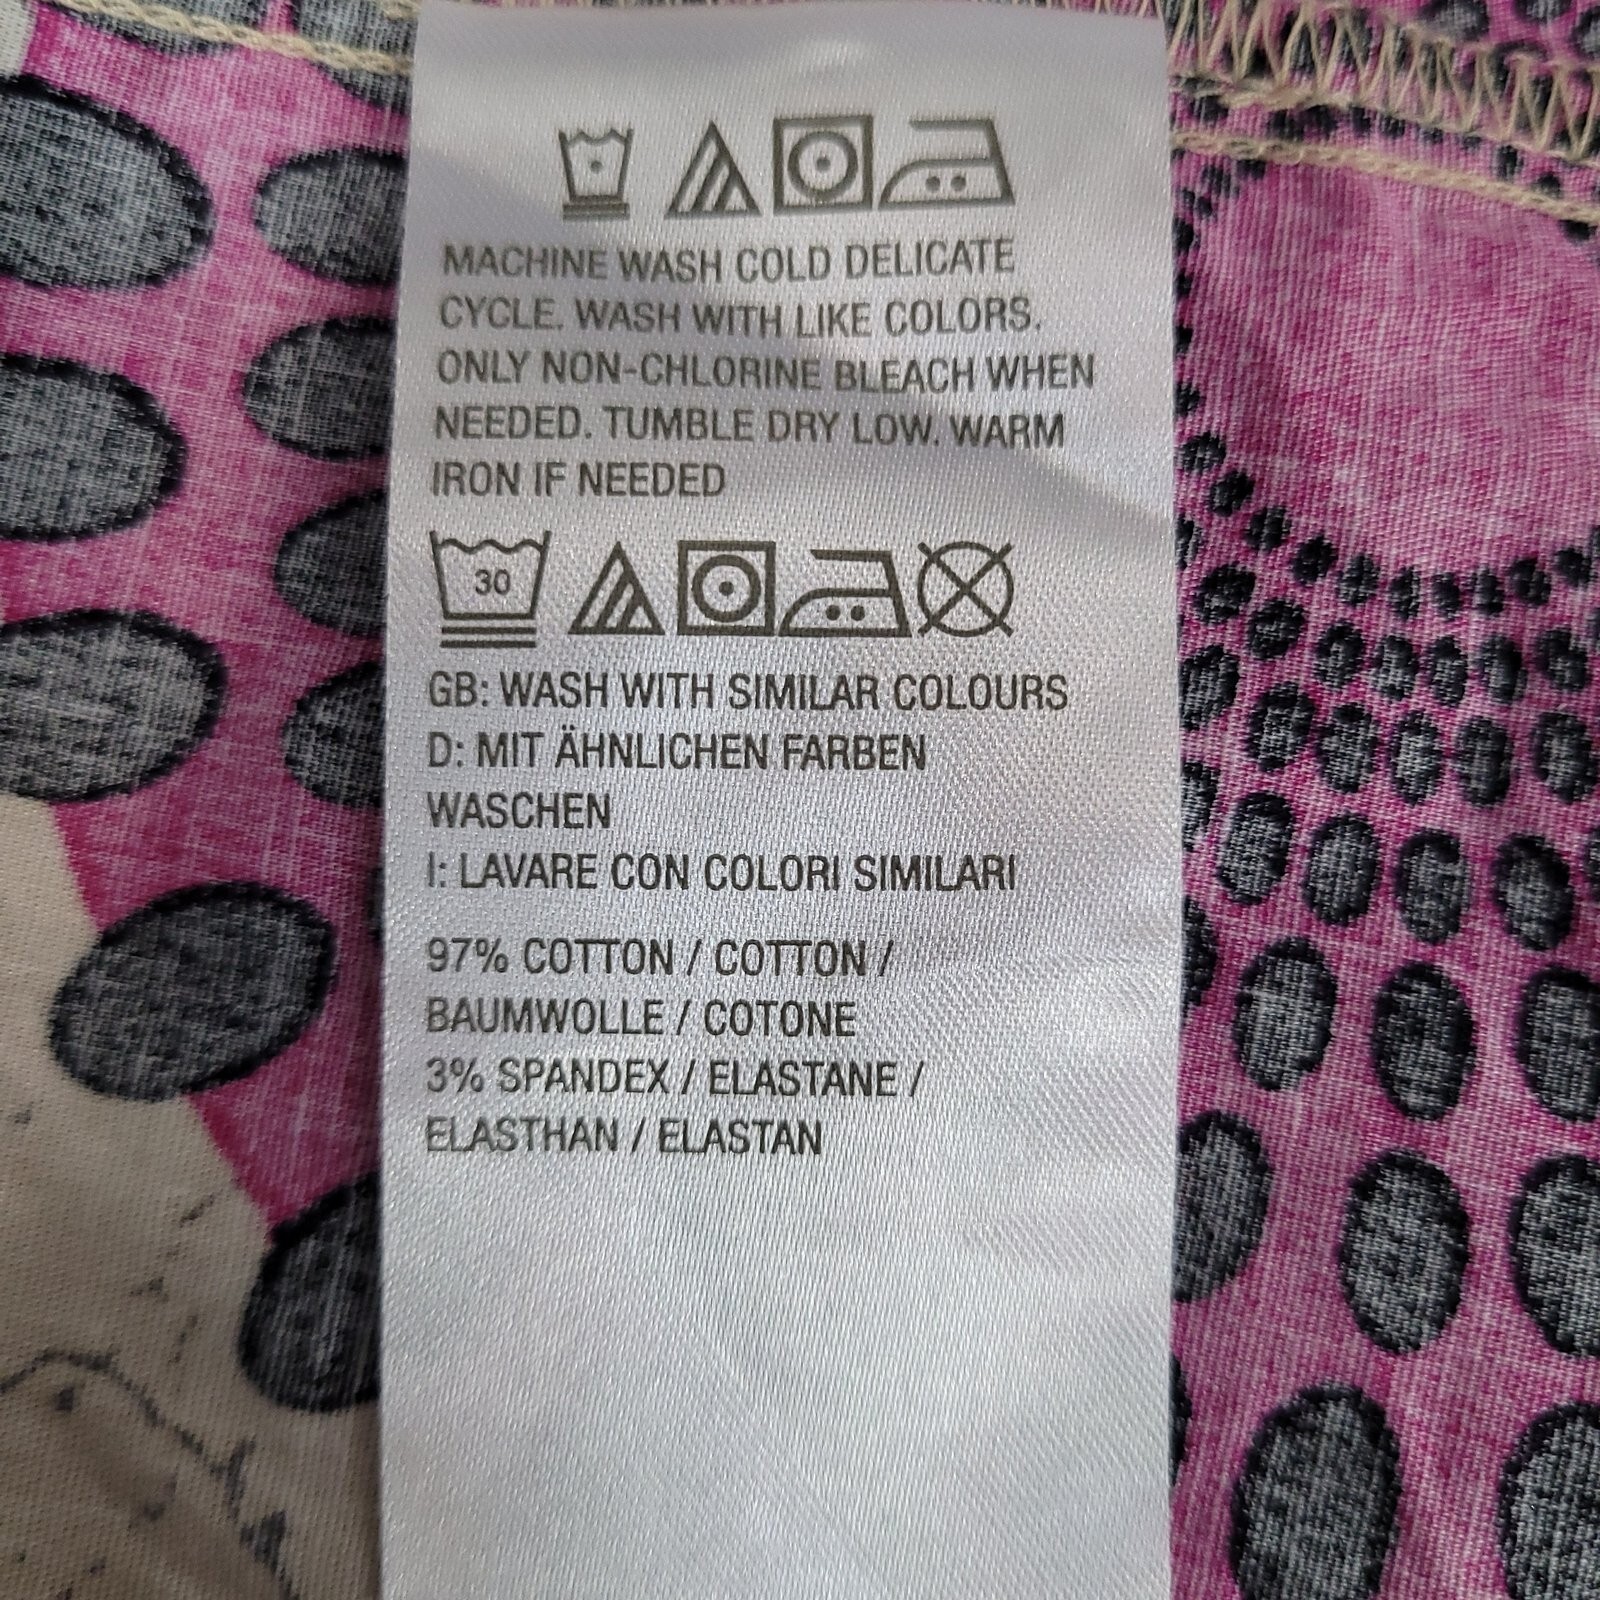 MACHINE WASH COLD DELICATE
CYCLE. WASH WITH LIKE COLORS.
ONLY NON-CHLORINE BLEACH WHEN
NEEDED. TUMBLE DRY LOW. WARM
IRON IF NEEDED
30
GB: WASH WITH SIMILAR COLOURS
D: MIT ÄHNLICHEN FARBEN
WASCHEN
I: LAVARE CON COLORI SIMILARI
97% COTTON / COTTON /
BAUMWOLLE / COTONE
3% SPANDEX / ELASTANE /
ELASTHAN / ELASTAN